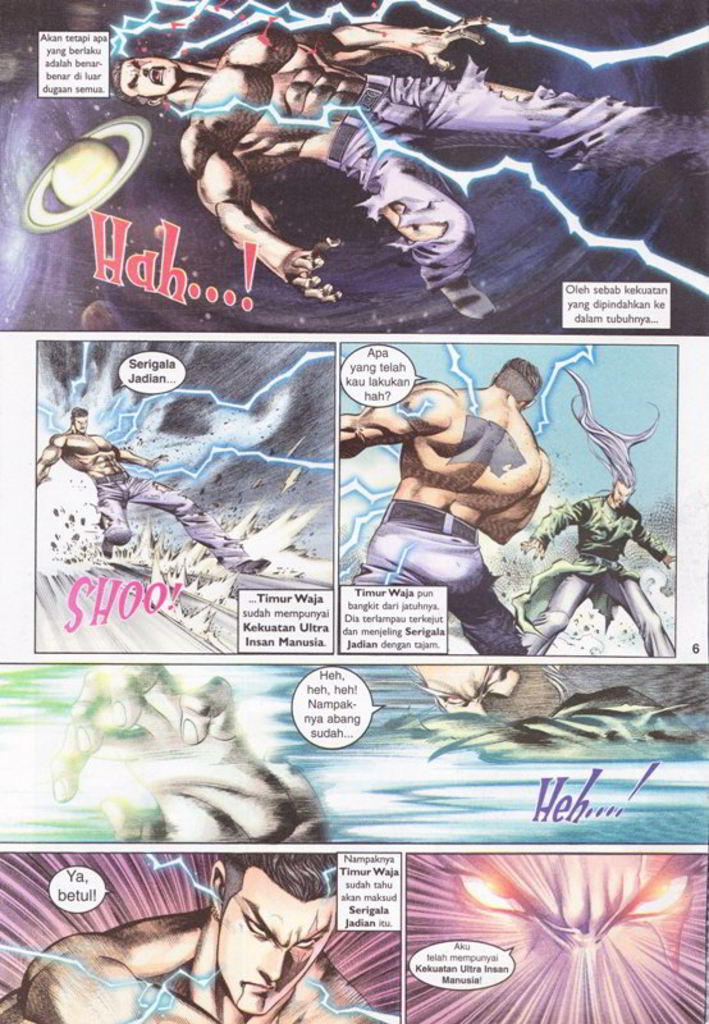 Akan tetapi apa
yang berlaku
adalah benar-
benar di luar
dugaan semua.
Hah....!
Oleh sebab kekuatan
yang dipindahkan ke
dalam tubuhnya...
Serigala
Jadian...
SHOO!
...Timur Waja
sudah mempunyai
Kekuatan Ultra
Insan Manusia.
Apa
yang telah
kau lakukan
hah?
Timur Waja pun
bangkit dari jatuhnya.
Dia terlampau terkejut
dan menjeling Serigala
Jadian dengan tajam.
6
Heh,
heh, heh!
Nampak-
nya abang
sudah...
Heh....!
Ya,
betul!
Nampaknya
Timur Waja
sudah tahu
akan maksud
Serigala
Jadian itu.
Aku
telah mempunyai
Kekuatan Ultra Insan
Manusia!